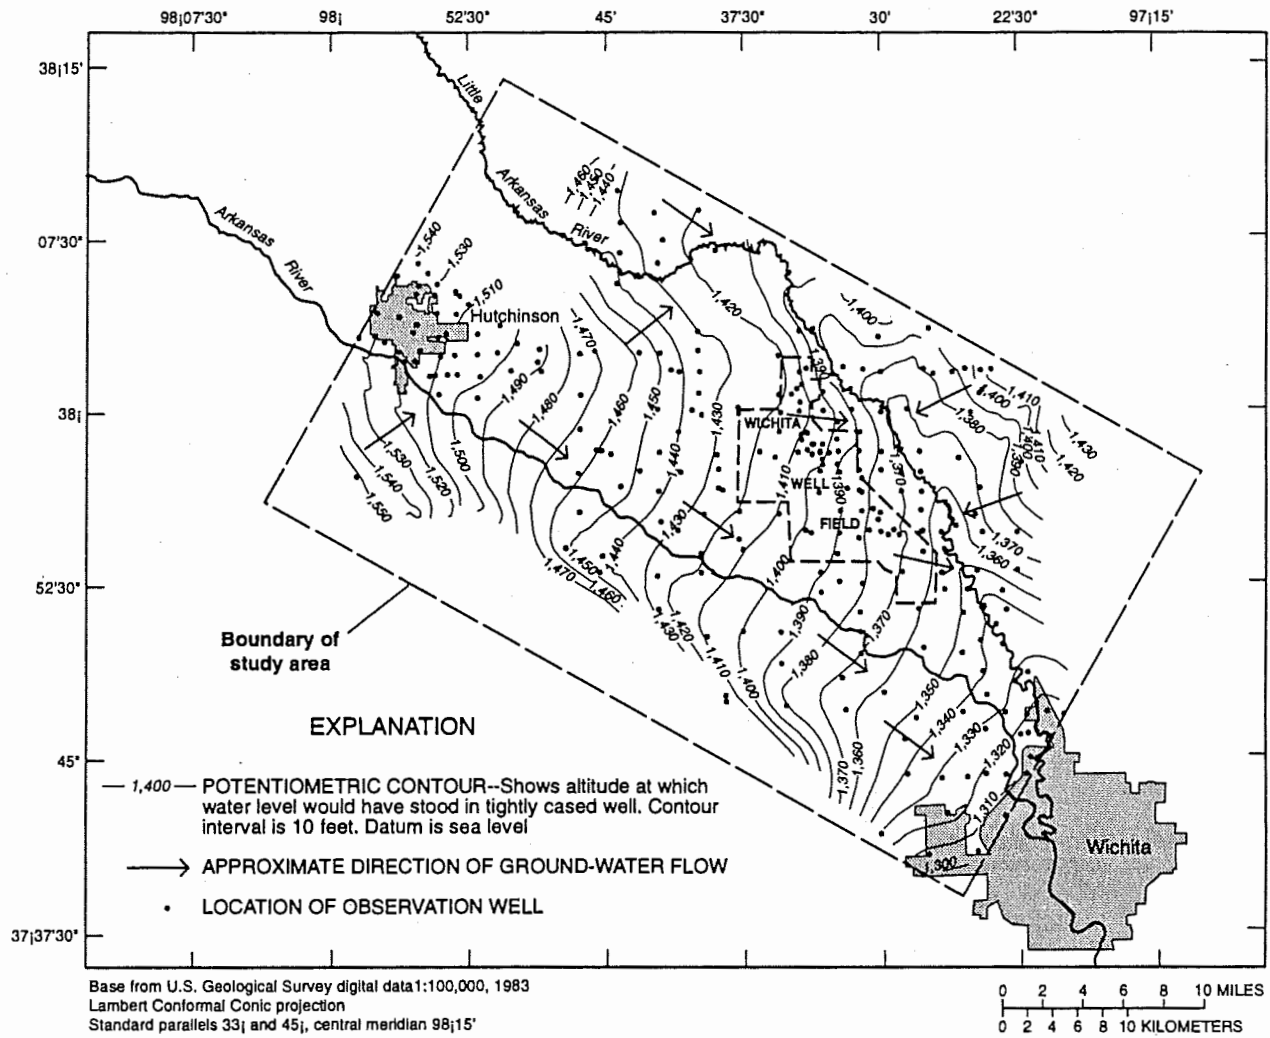 98¡07'30" 98¡ 52'30" 45' 37'30" 30' 22'30" 97¡15'
38¡15'
Little
Arkansas
River
1,460
1,450
1,440
07'30"
Arkansas
River
1,540
1,530
1,510
Hutchinson
1,470
1,420
1,400
1,390
1,490
1,480
1,460
1,450
1,430
1,410
1,400
1,380
38¡
WICHITA
1,430
1,420
1,410
1,400
1,390
1,530
1,540
1,550
1,520
1,500
1,440
1,410
WELL
1,390
1,370
FIELD
1,430
1,370
1,360
1,450
1,440
1,470
1,460
1,400
52'30"
1,420
1,430
1,390
1,370
1,410
1,380
1,400
Boundary of
study area
1,350
1,340
1,330
1,320
1,370
1,360
1,310
1,300
45"
EXPLANATION
1,400 POTENTIOMETRIC CONTOUR--Shows altitude at which
water level would have stood in tightly cased well. Contour
interval is 10 feet. Datum is sea level
APPROXIMATE DIRECTION OF GROUND-WATER FLOW
LOCATION OF OBSERVATION WELL
Wichita
37¡37'30"
Base from U.S. Geological Survey digital data1:100,000, 1983
Lambert Conformal Conic projection
Standard parallels 33¡ and 45¡, central meridian 98¡15'
0 2 4 6 8 10 MILES
0 2 4 6 8 10 KILOMETERS